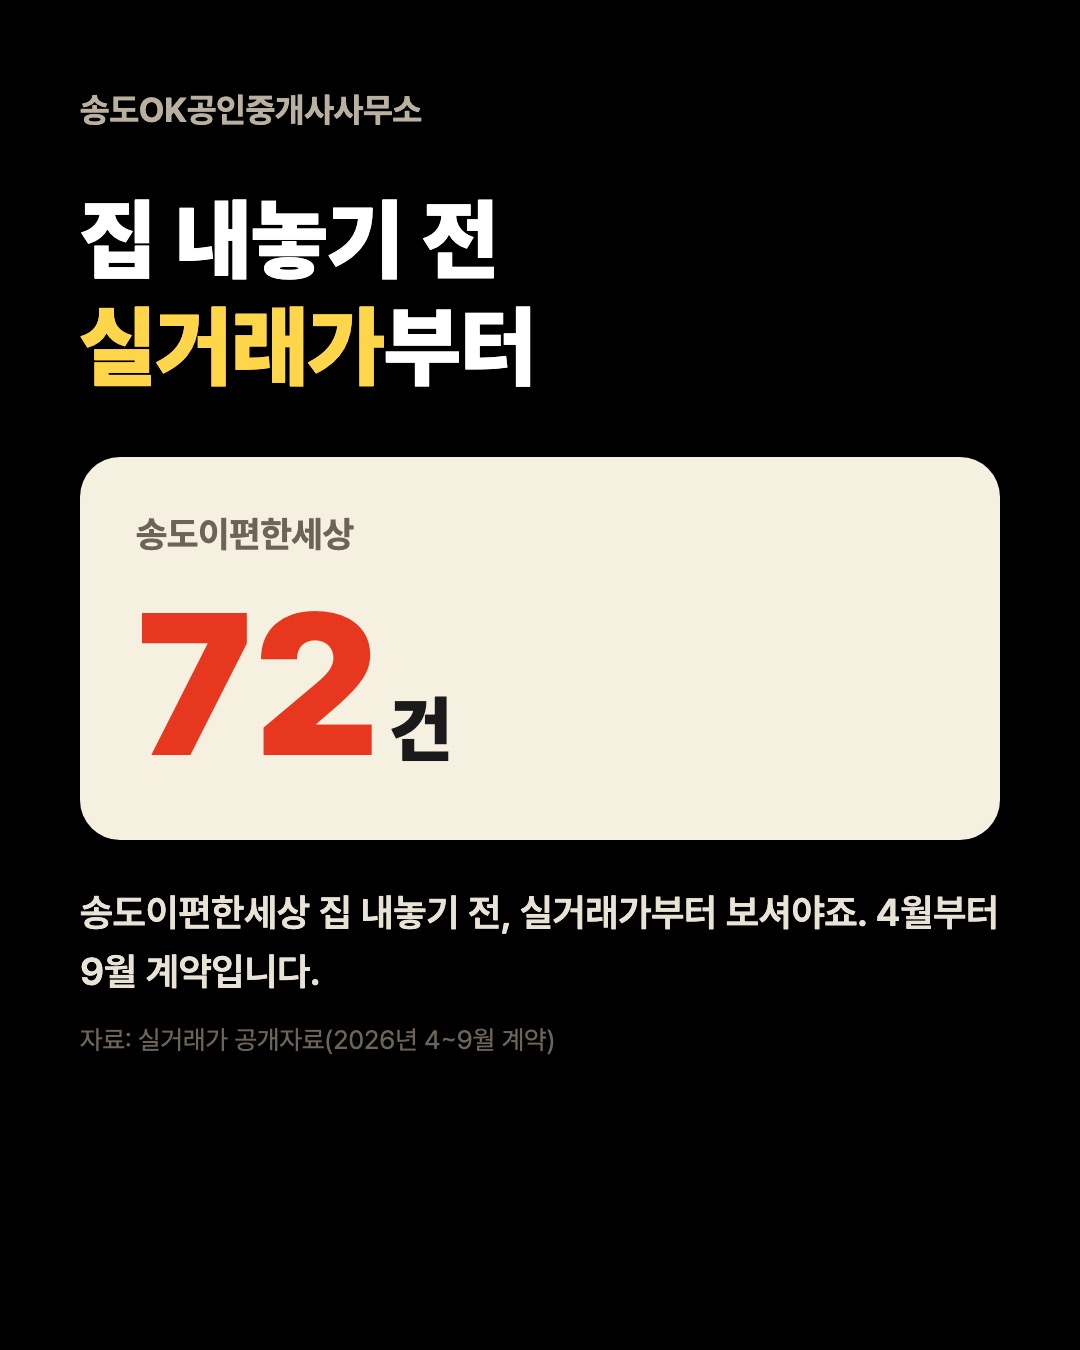 송도OK공인중개사사무소
집 내놓기 전
실거래가부터
송도이편한세상
72건
송도이편한세상 집 내놓기 전, 실거래가부터 보셔야죠. 4월부터
9월 계약입니다.
자료: 실거래가 공개자료(2026년 4~9월 계약)